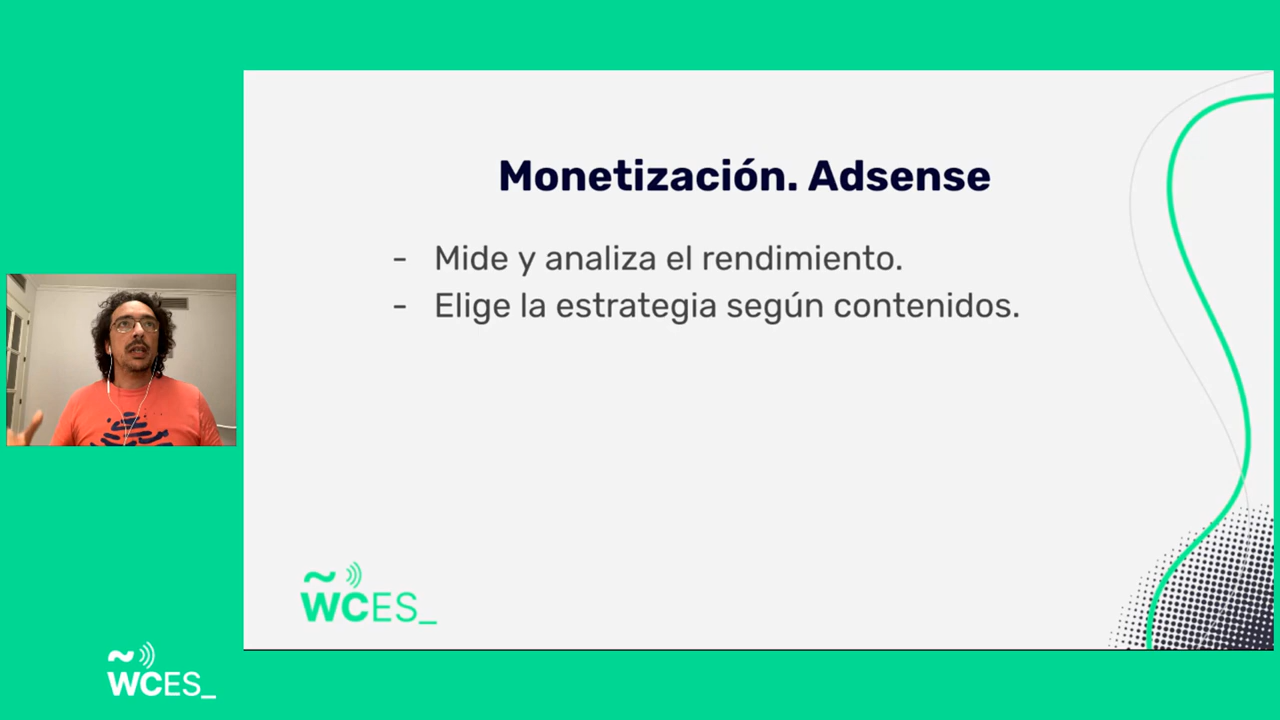 Monetización. Adsense
- Mide y analiza el rendimiento.
- Elige la estrategia según contenidos.
~ WCES_
~ WCES_